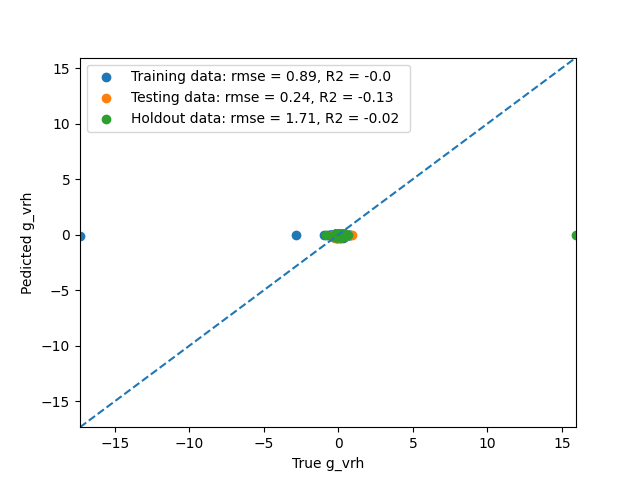 Training data: rmse = 0.89, R2 = -0.0
Testing data: rmse = 0.24, R2 = -0.13
Holdout data: rmse = 1.71, R2 = -0.02
15
10
5
0
−5
−10
−15
Pedicted g_vrh
−15 −10 −5 0 5 10 15
True g_vrh